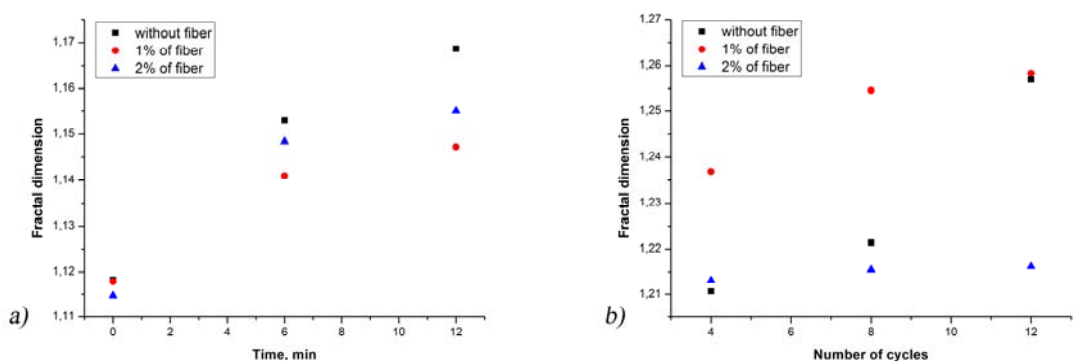 without fiber
1% of fiber
2% of fiber
1,17
1,16
1,15
1,14
1,13
1,12
1,11
Fractal dimension
0 2 4 6 8 10 12
Time, min
a)
without fiber
1% of fiber
2% of fiber
1,27
1,26
1,25
1,24
1,23
1,22
1,21
Fractal dimension
4 6 8 10 12
Number of cycles
b)